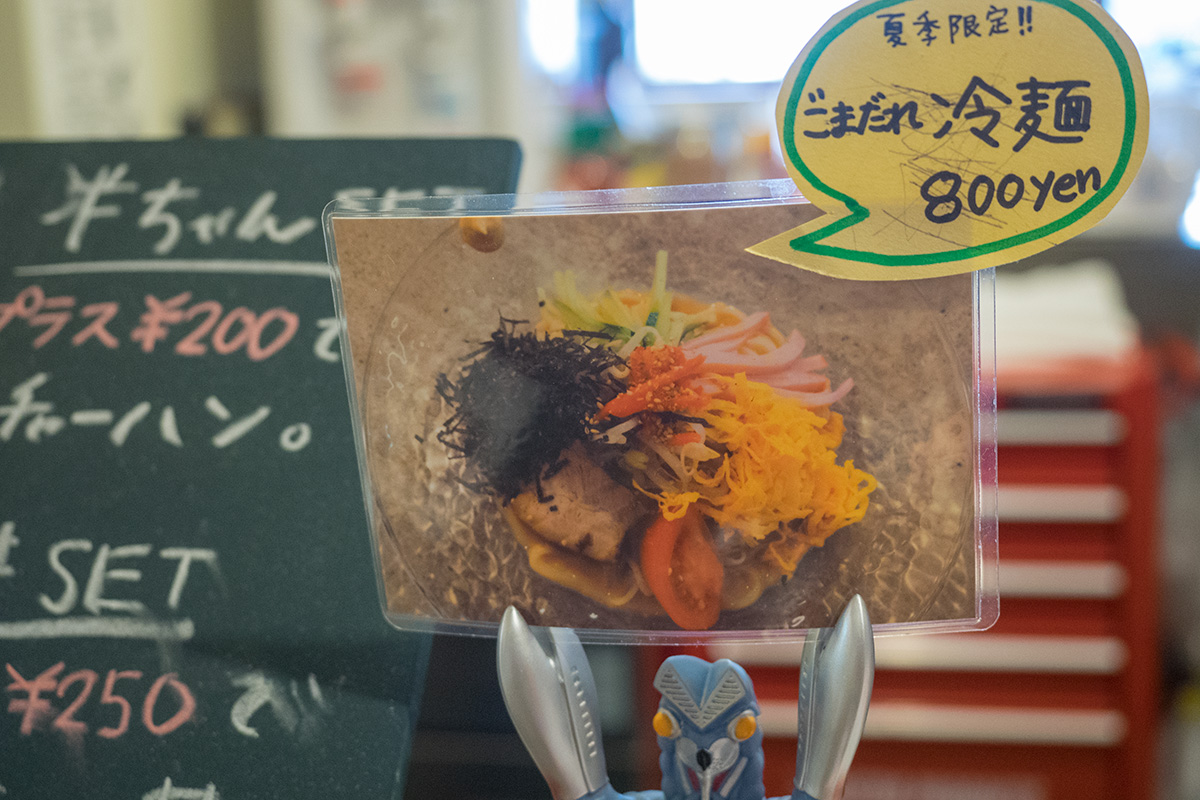 夏季限定!!
ごまだれ冷麺
800yen
半ちゃん SET
プラス ¥200で
チャーハン。
SET
¥250で